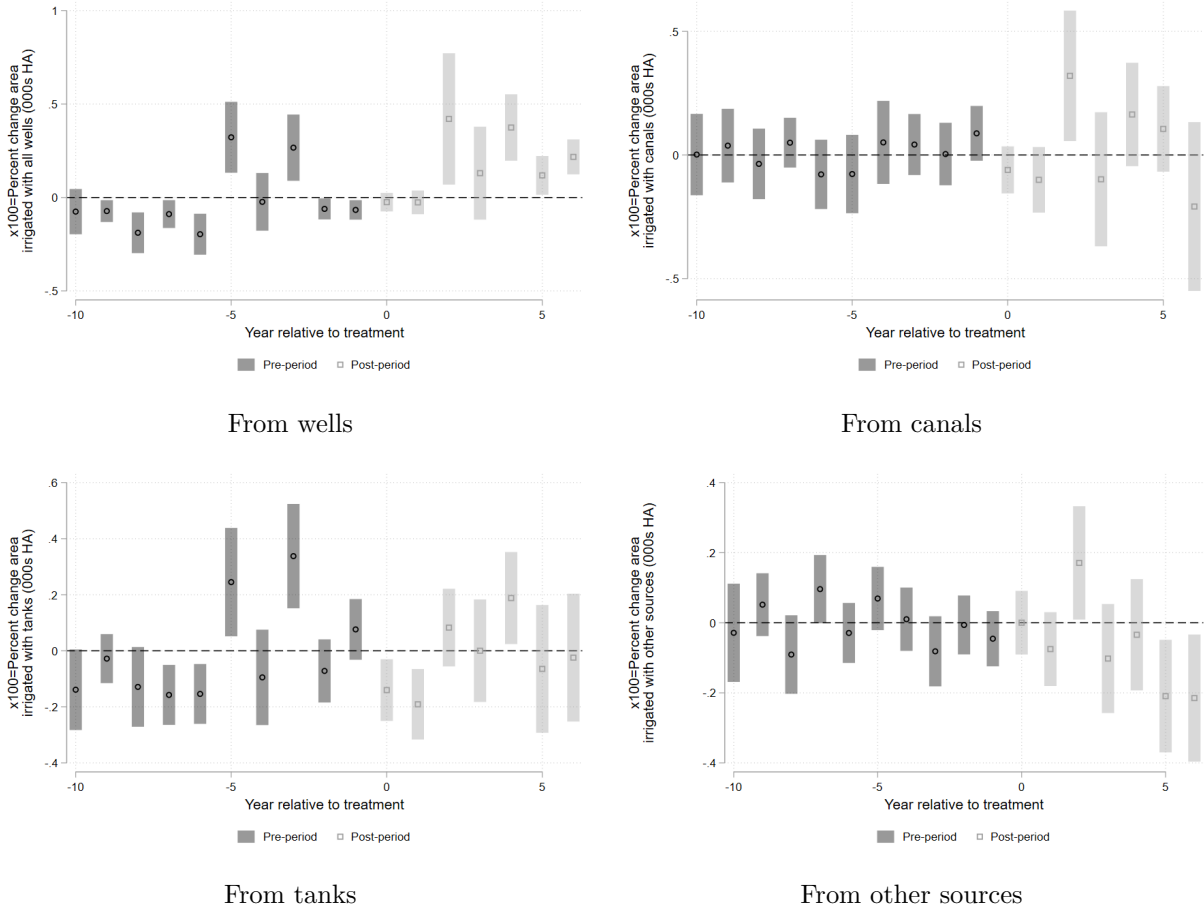 x100=Percent change area
irrigated with all wells (000s HA)
1
.5
0
-.5
-10
-5
0
5
Year relative to treatment
Pre-period
Post-period
From wells
x100=Percent change area
irrigated with canals (000s HA)
.5
0
-.5
-10
-5
0
5
Year relative to treatment
Pre-period
Post-period
From canals
x100=Percent change area
irrigated with tanks (000s HA)
.6
.4
.2
0
-.2
-.4
-10
-5
0
5
Year relative to treatment
Pre-period
Post-period
From tanks
x100=Percent change area
irrigated with other sources (000s HA)
.4
.2
0
-.2
-.4
-10
-5
0
5
Year relative to treatment
Pre-period
Post-period
From other sources